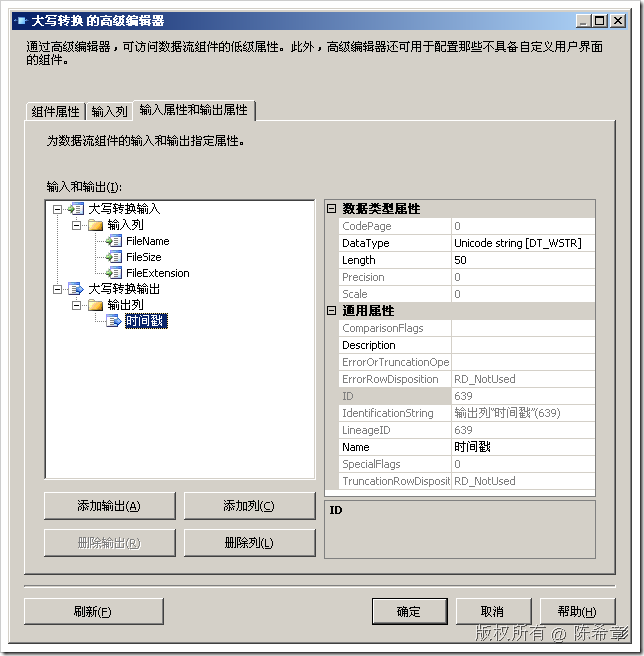 大写转换 的高级编辑器
通过高级编辑器，可访问数据流组件的低级属性。此外，高级编辑器还可用于配置那些不具备自定义用户界面
的组件。
组件属性 输入列 输入属性和输出属性
为数据流组件的输入和输出指定属性。
输入和输出(I):
大写转换输入
输入列
FileName
FileSize
FileExtension
大写转换输出
输出列
时间戳
数据类型属性
CodePage 0
DataType Unicode string [DT_WSTR]
Length 50
Precision 0
Scale 0
通用属性
ComparisonFlags
Description
ErrorOrTruncationOpe
ErrorRowDisposition RD_NotUsed
ID 639
IdentificationString 输出列"时间戳"(639)
LineageID 639
Name 时间戳
SpecialFlags 0
TruncationRowDisposit RD_NotUsed
添加输出(A) 添加列(C)
删除输出(R) 删除列(L)
ID
刷新(F) 确定 取消 帮助(H)
版权所有 @ 陈希章